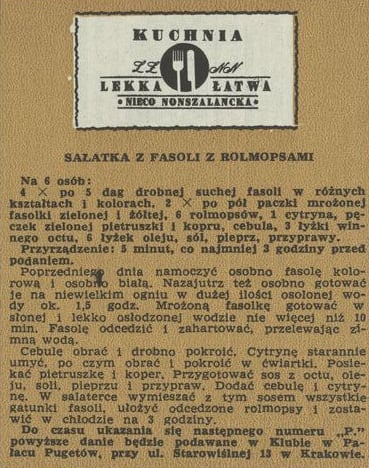 KUCHNIA
LEKKA ŁATWA
• NIECO NONSZALANCKA •
SAŁATKA Z FASOLI Z ROLMOPSAMI
Na 6 osób:
4 × po 5 dag drobnej suchej fasoli w różnych
kształtach i kolorach. 2 × po pół paczki mrożonej
fasolki zielonej i żółtej, 6 rolmopsów, 1 cytryna, pę-
czek zielonej pietruszki i kopru, cebula, 3 łyżki win-
nego octu, 6 łyżek oleju, sól, pieprz, przyprawy.
Przyrządzenie: 5 minut, co najmniej 3 godziny przed
podaniem.
Poprzedniego dnia namoczyć osobno fasolę kolo-
rową i osobno białą. Nazajutrz też osobno gotować
je na niewielkim ogniu w dużej ilości osolonej wo-
dy ok. 1,5 godz. Mrożoną fasolkę gotować w
słonej i lekko osłodzonej wodzie nie więcej niż 10
min. Fasolę odcedzić i zahartować, przelewając zi-
mną wodą.
Cebulę obrać i drobno pokroić. Cytrynę starannie
umyć, po czym obrać i pokroić w ćwiartki. Posie-
kać pietruszkę i koper. Przygotować sos z octu, ole-
ju, soli, pieprzu i przypraw. Dodać cebulę i cytry-
nę. W salaterce wymieszać z tym sosem wszystkie
gatunki fasoli, ułożyć odcedzone rolmopsy i zosta-
wić w chłodzie na 3 godziny.
Do czasu ukazania się następnego numeru „P."
powyższe danie będzie podawane w Klubie w Pa-
łacu Pugetów, przy ul. Starowiślnej 13 w Krakowie.